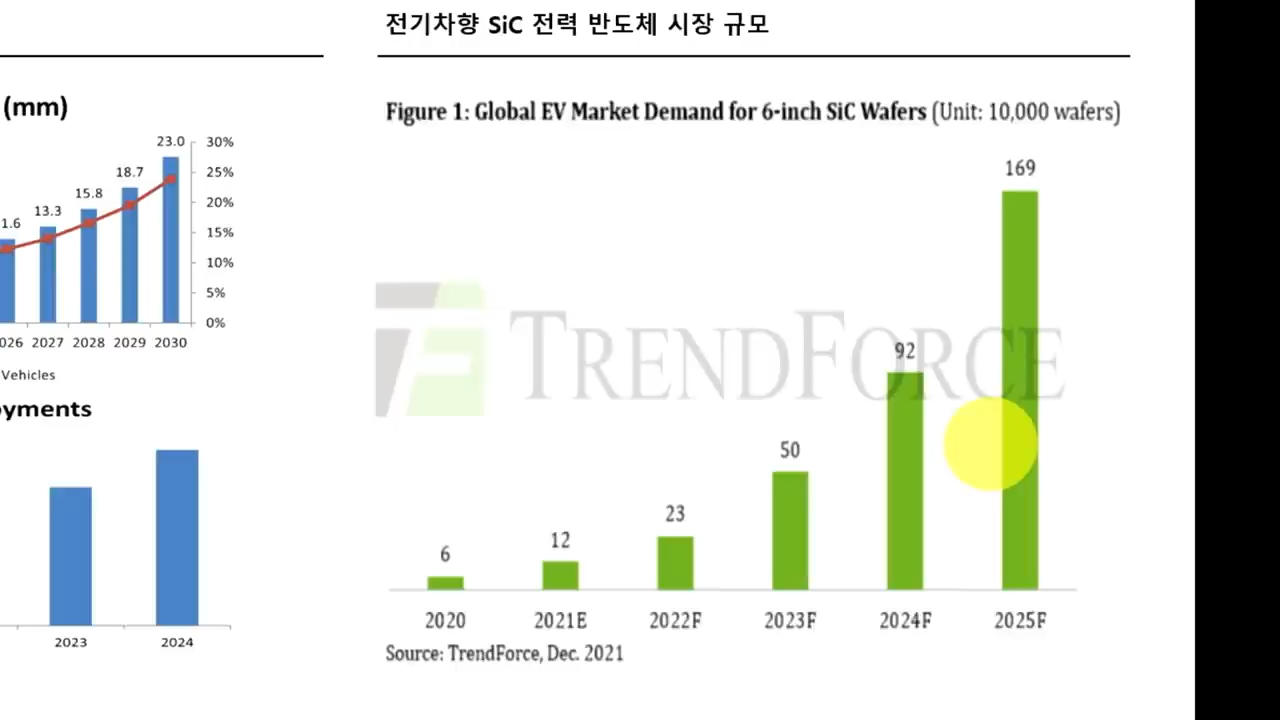 전기차향 SiC 전력 반도체 시장 규모
(mm)
23.0
18.7
15.8
13.3
1.6
30%
25%
20%
15%
10%
5%
0%
026 2027 2028 2029 2030
Vehicles
oyments
2023 2024
Figure 1: Global EV Market Demand for 6-inch SiC Wafers (Unit: 10,000 wafers)
TRENDFORCE
169
92
50
23
12
6
2020 2021E 2022F 2023F 2024F 2025F
Source: TrendForce, Dec. 2021